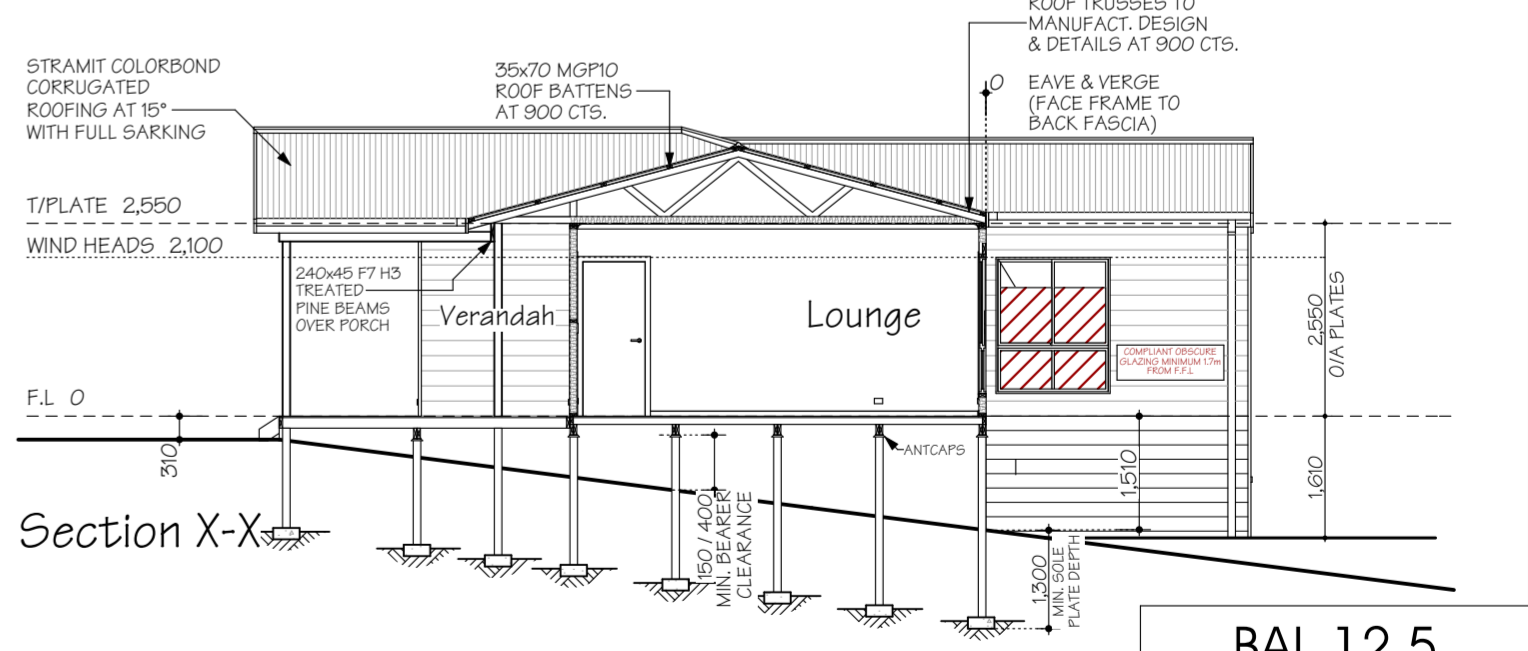 ROOF TRUSSES TO
MANUFACT. DESIGN
& DETAILS AT 900 CTS.
STRAMIT COLORBOND
CORRUGATED
ROOFING AT 15°
WITH FULL SARKING
35x70 MGP10
ROOF BATTENS
AT 900 CTS.
0
EAVE & VERGE
(FACE FRAME TO
BACK FASCIA)
T/PLATE 2,550
WIND HEADS 2,100
240x45 F7 H3
TREATED
PINE BEAMS
OVER PORCH
Verandah
Lounge
COMPLIANT OBSCURE
GLAZING MINIMUM 1.7m
FROM F.F.L
2,550
O/A PLATES
F.L 0
310
ANTCAPS
1,510
1,610
Section X-X
150 / 400
MIN. BEARER
CLEARANCE
1,300
MIN. SOLE
PLATE DEPTH
BAL 12.5